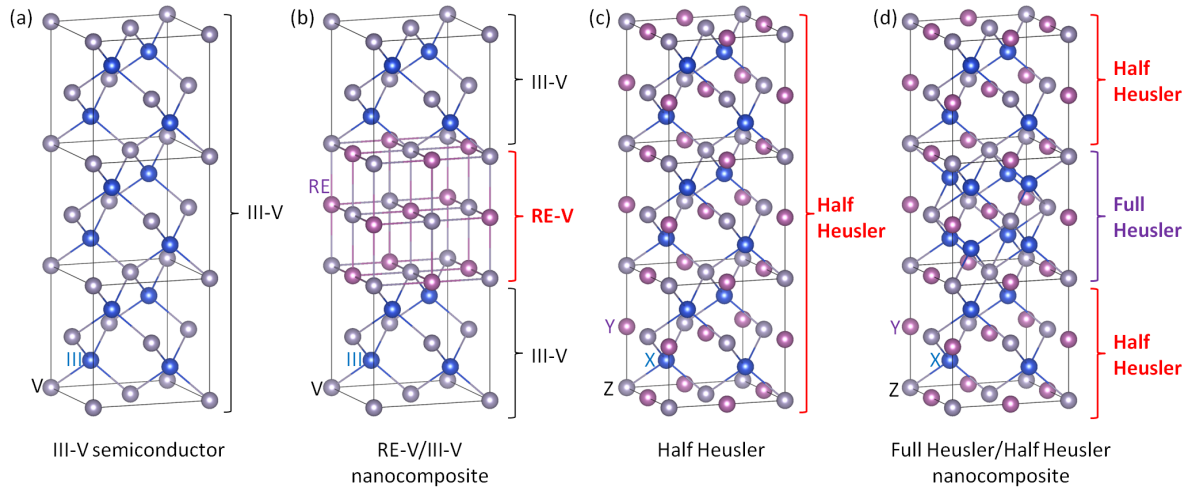 (a)
III-V
III
V
III-V semiconductor
(b)
III-V
RE
RE-V
III-V
III
V
RE-V/III-V
nanocomposite
(c)
Half
Heusler
Y
X
Z
Half Heusler
(d)
Half
Heusler
Full
Heusler
Half
Heusler
Y
X
Z
Full Heusler/Half Heusler
nanocomposite